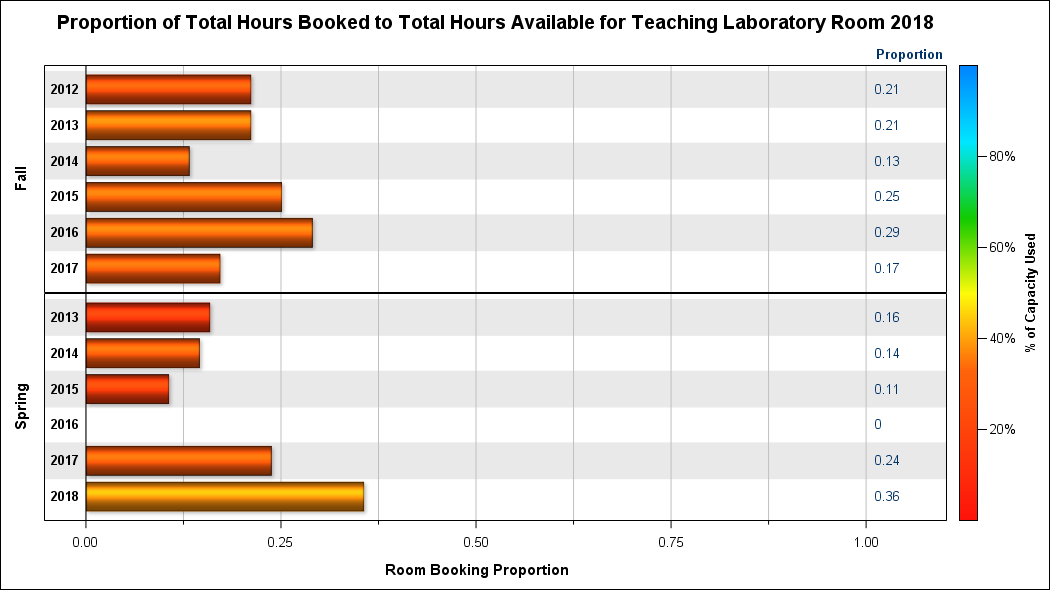 Proportion of Total Hours Booked to Total Hours Available for Teaching Laboratory Room 2018
Proportion
Fall
2012 0.21
2013 0.21
2014 0.13
2015 0.25
2016 0.29
2017 0.17
Spring
2013 0.16
2014 0.14
2015 0.11
2016 0
2017 0.24
2018 0.36
0.00 0.25 0.50 0.75 1.00
Room Booking Proportion
80%
60%
40%
20%
% of Capacity Used